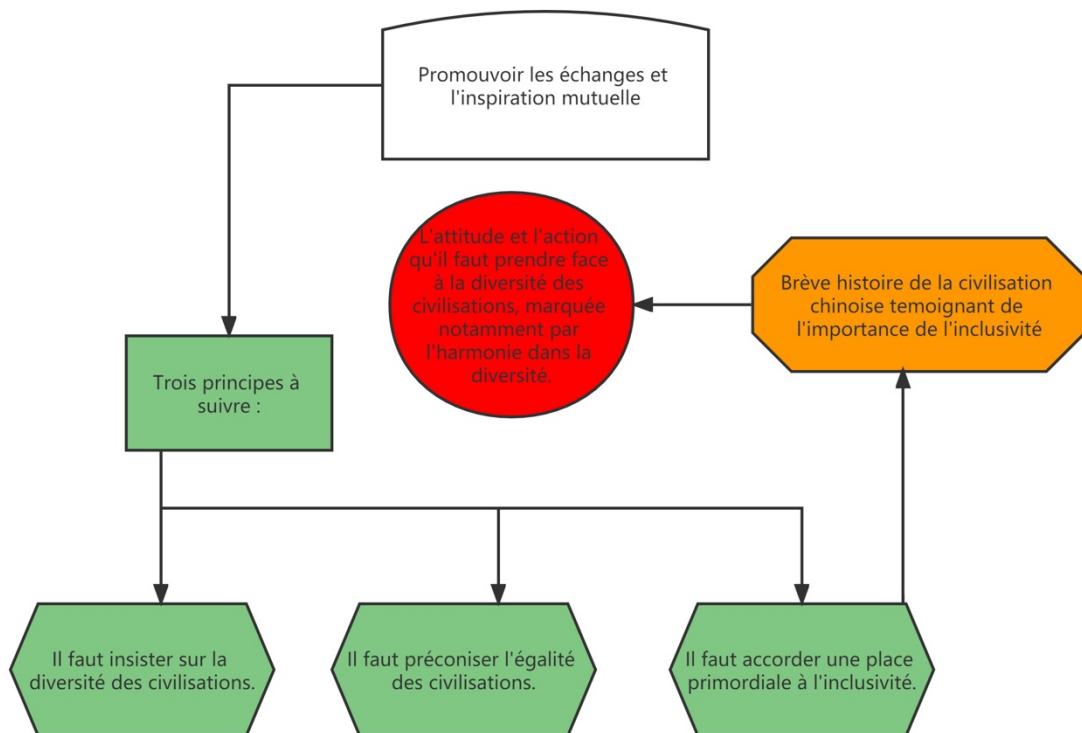 Promouvoir les échanges et
l'inspiration mutuelle
L'attitude et l'action
qu'il faut prendre face
à la diversité des
civilisations, marquée
notamment par
l'harmonie dans la
diversité.
Brève histoire de la civilisation
chinoise temoignant de
l'importance de l'inclusivité
Trois principes à
suivre :
Il faut insister sur la
diversité des civilisations.
Il faut préconiser l'égalité
des civilisations.
Il faut accorder une place
primordiale à l'inclusivité.